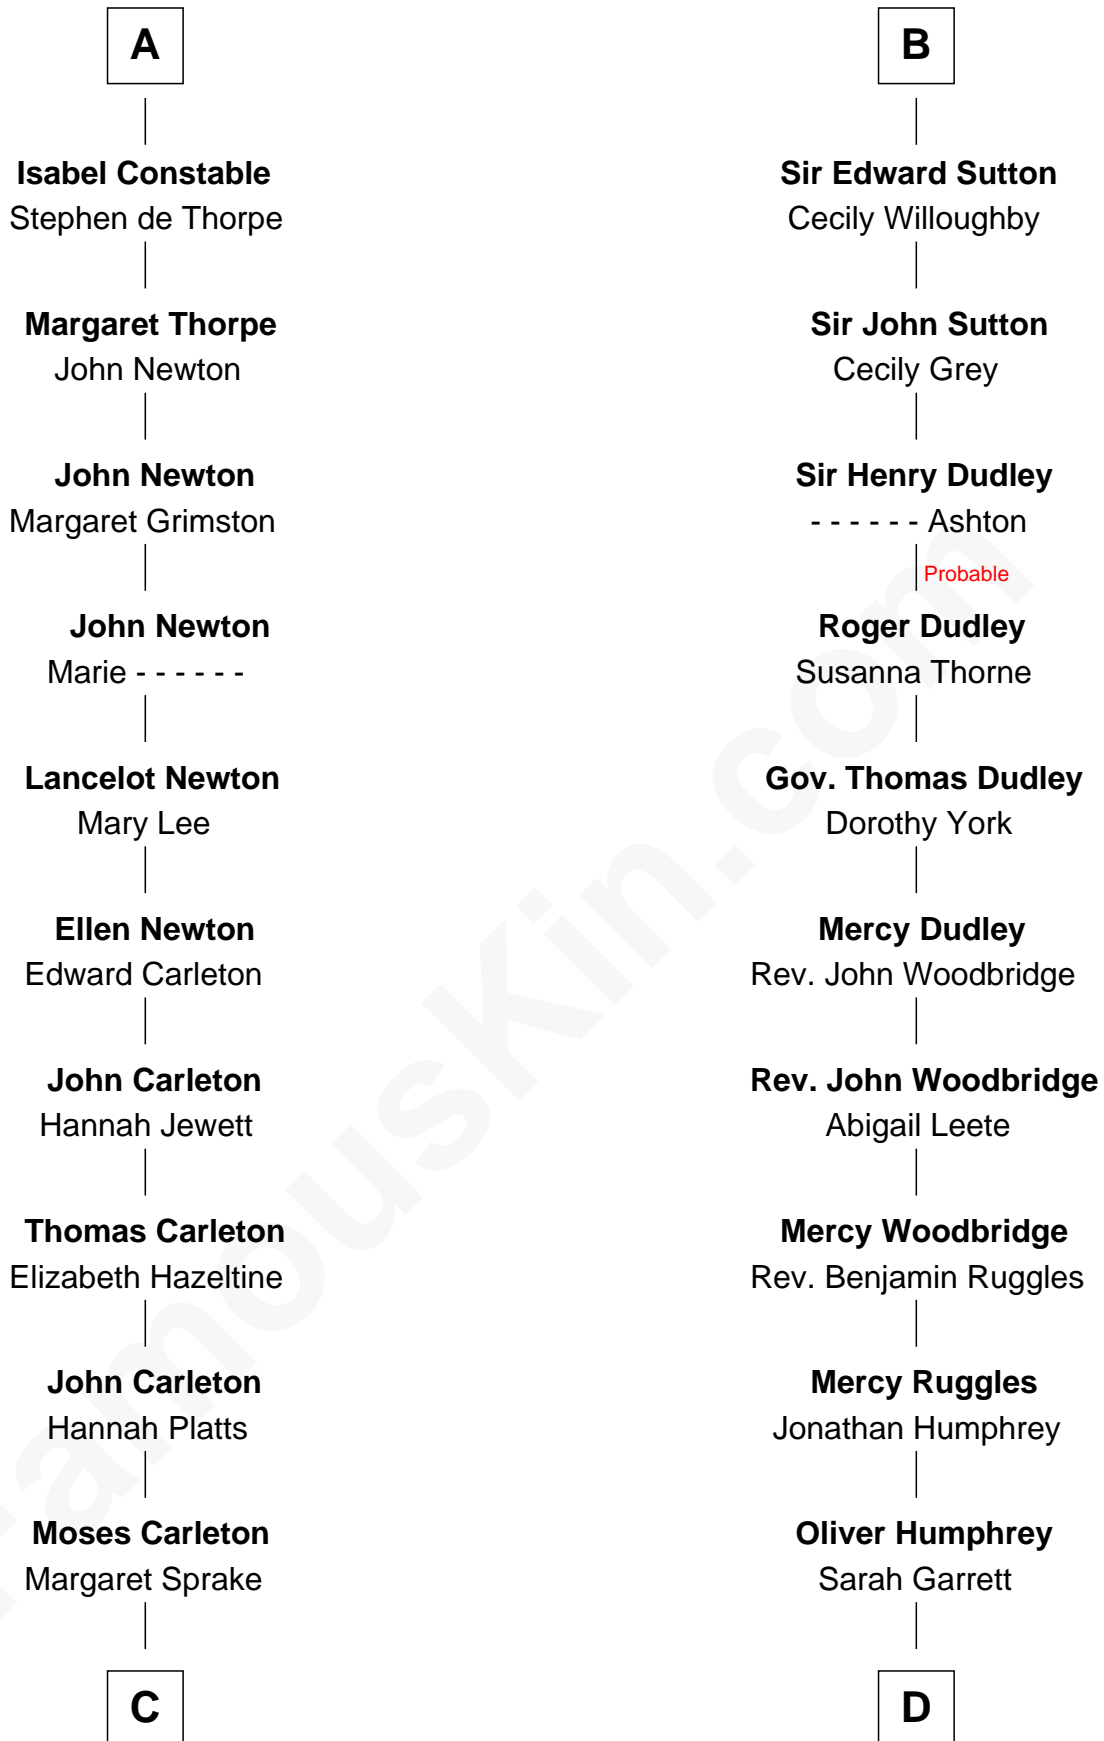 A
Isabel Constable
Stephen de Thorpe
Margaret Thorpe
John Newton
John Newton
Margaret Grimston
John Newton
Marie - - - - - -
Lancelot Newton
Mary Lee
Ellen Newton
Edward Carleton
John Carleton
Hannah Jewett
Thomas Carleton
Elizabeth Hazeltine
John Carleton
Hannah Platts
Moses Carleton
Margaret Sprake
C
B
Sir Edward Sutton
Cecily Willoughby
Sir John Sutton
Cecily Grey
Sir Henry Dudley
- - - - - - Ashton
Probable
Roger Dudley
Susanna Thorne
Gov. Thomas Dudley
Dorothy York
Mercy Dudley
Rev. John Woodbridge
Rev. John Woodbridge
Abigail Leete
Mercy Woodbridge
Rev. Benjamin Ruggles
Mercy Ruggles
Jonathan Humphrey
Oliver Humphrey
Sarah Garrett
D
FamousKin.com